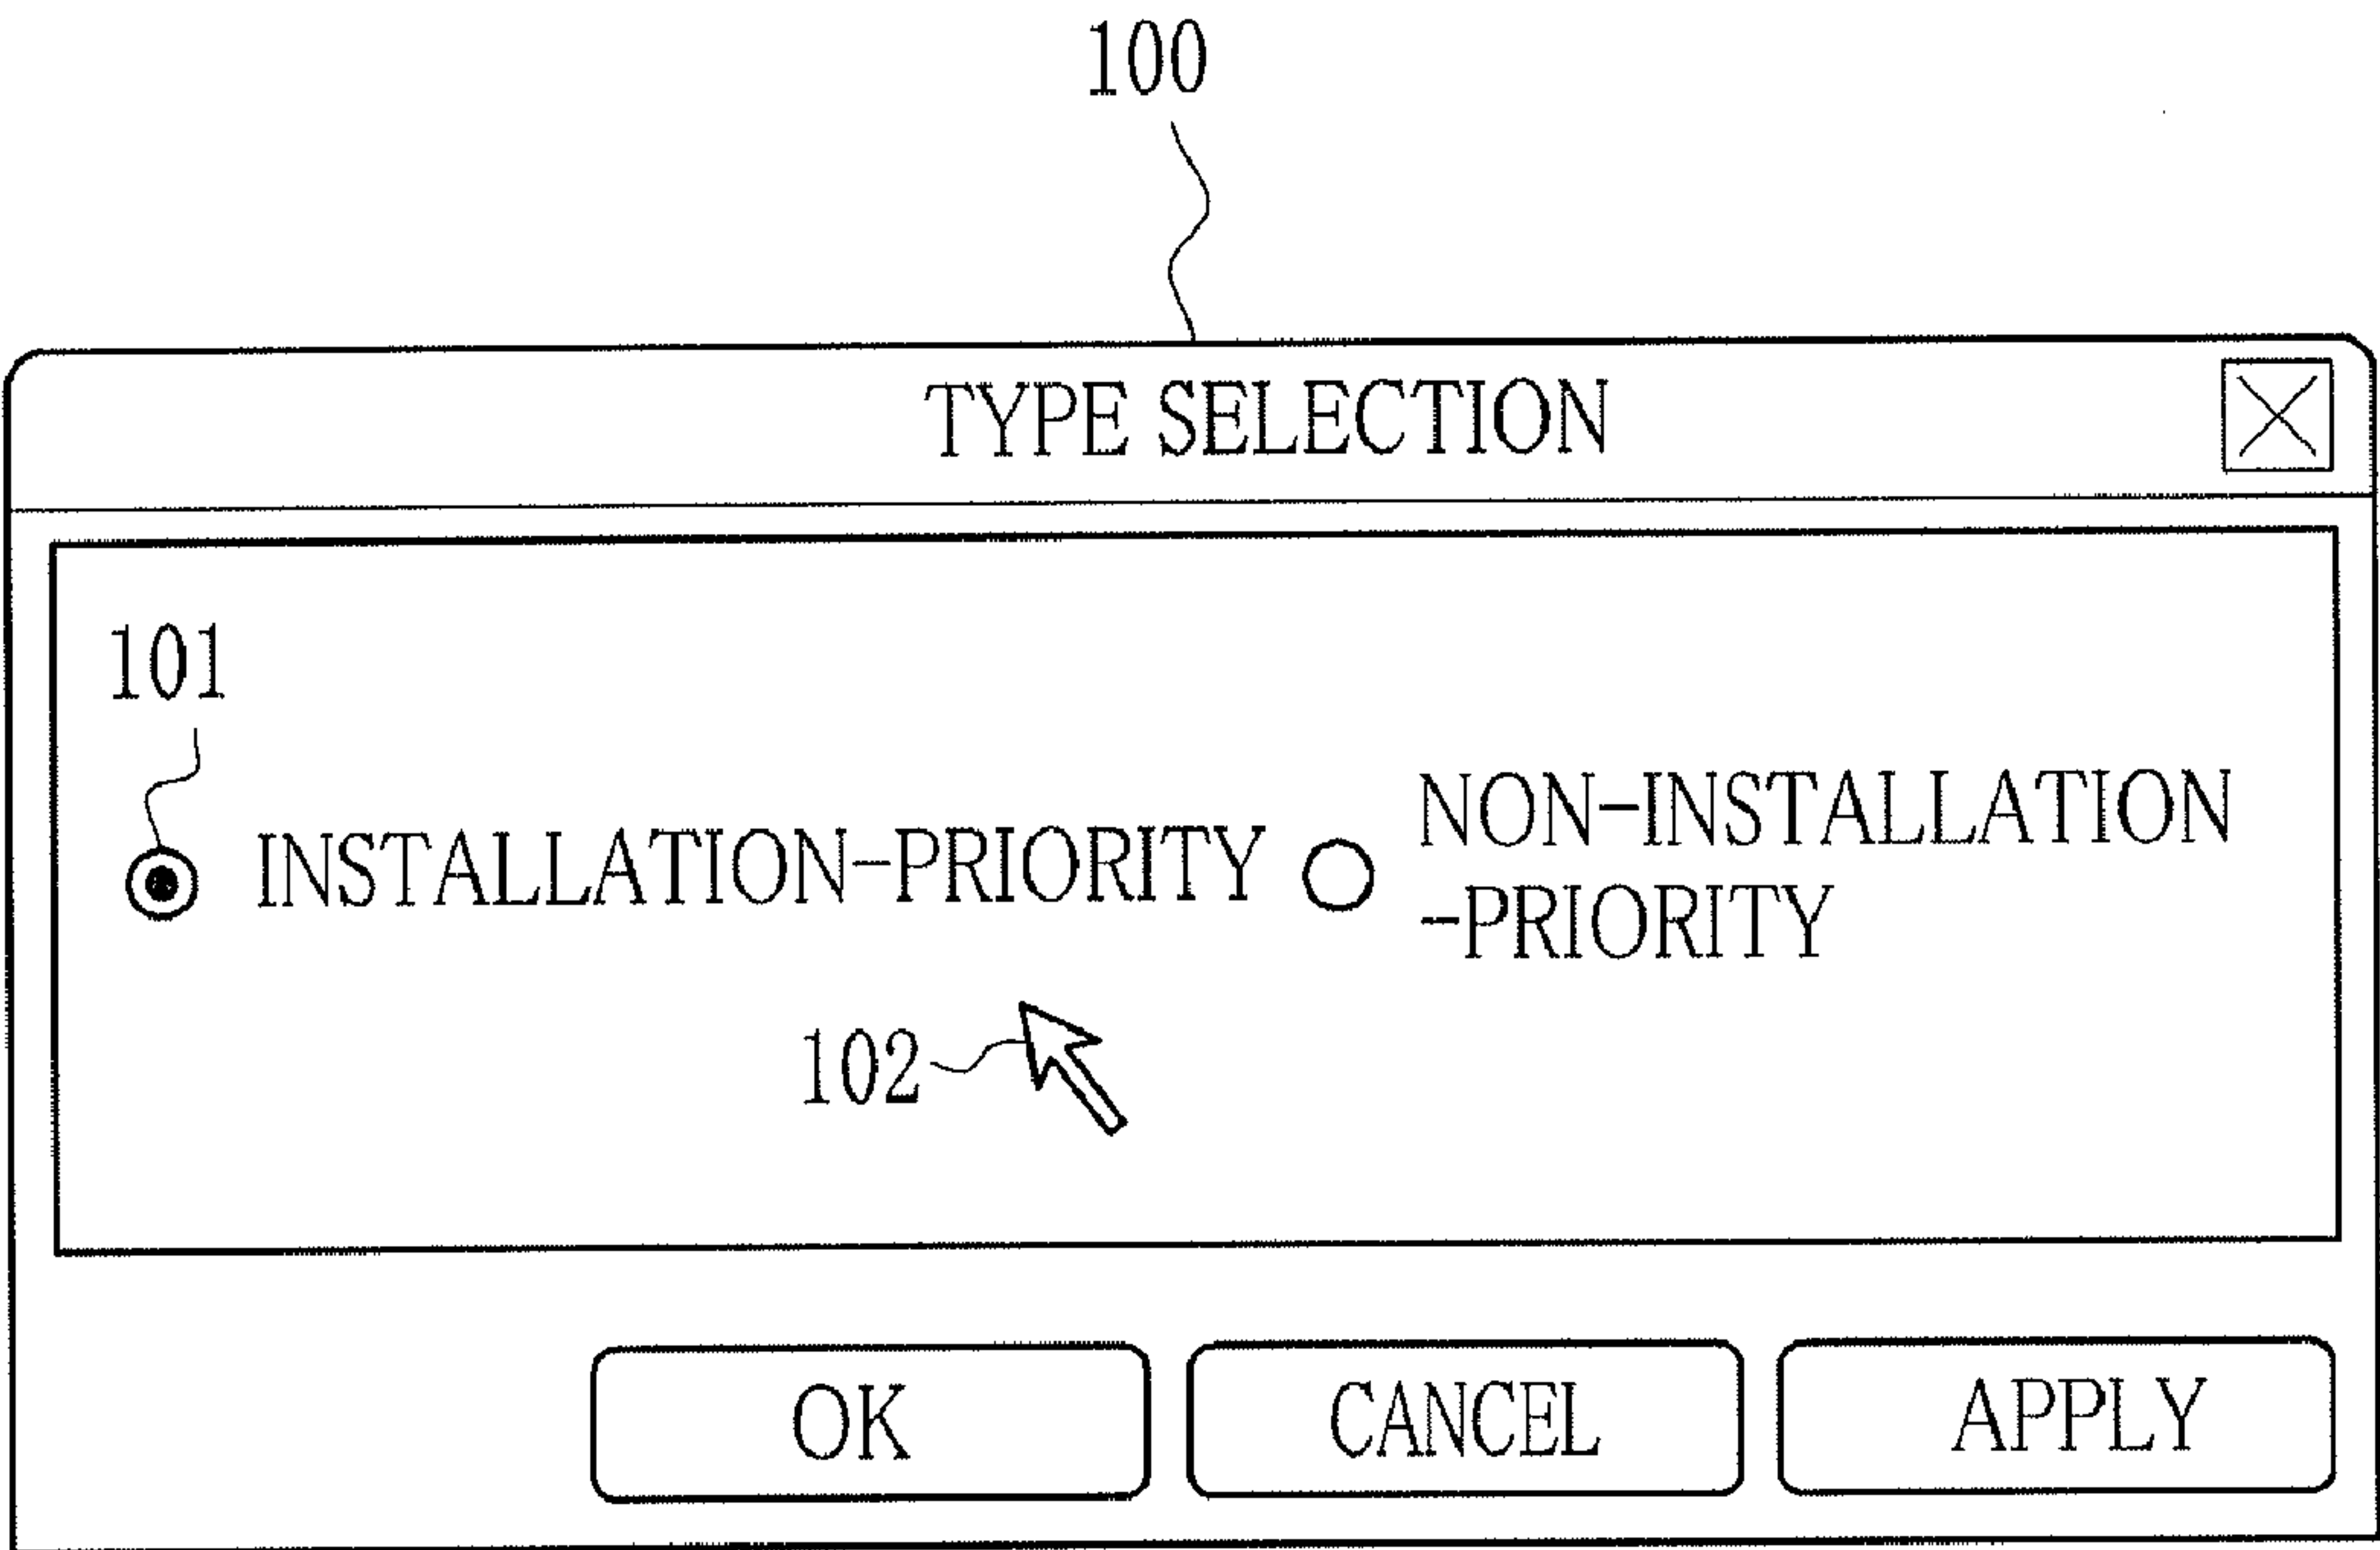 100
TYPE SELECTION
101
INSTALLATION-PRIORITY
NON-INSTALLATION
-PRIORITY
102
OK
CANCEL
APPLY